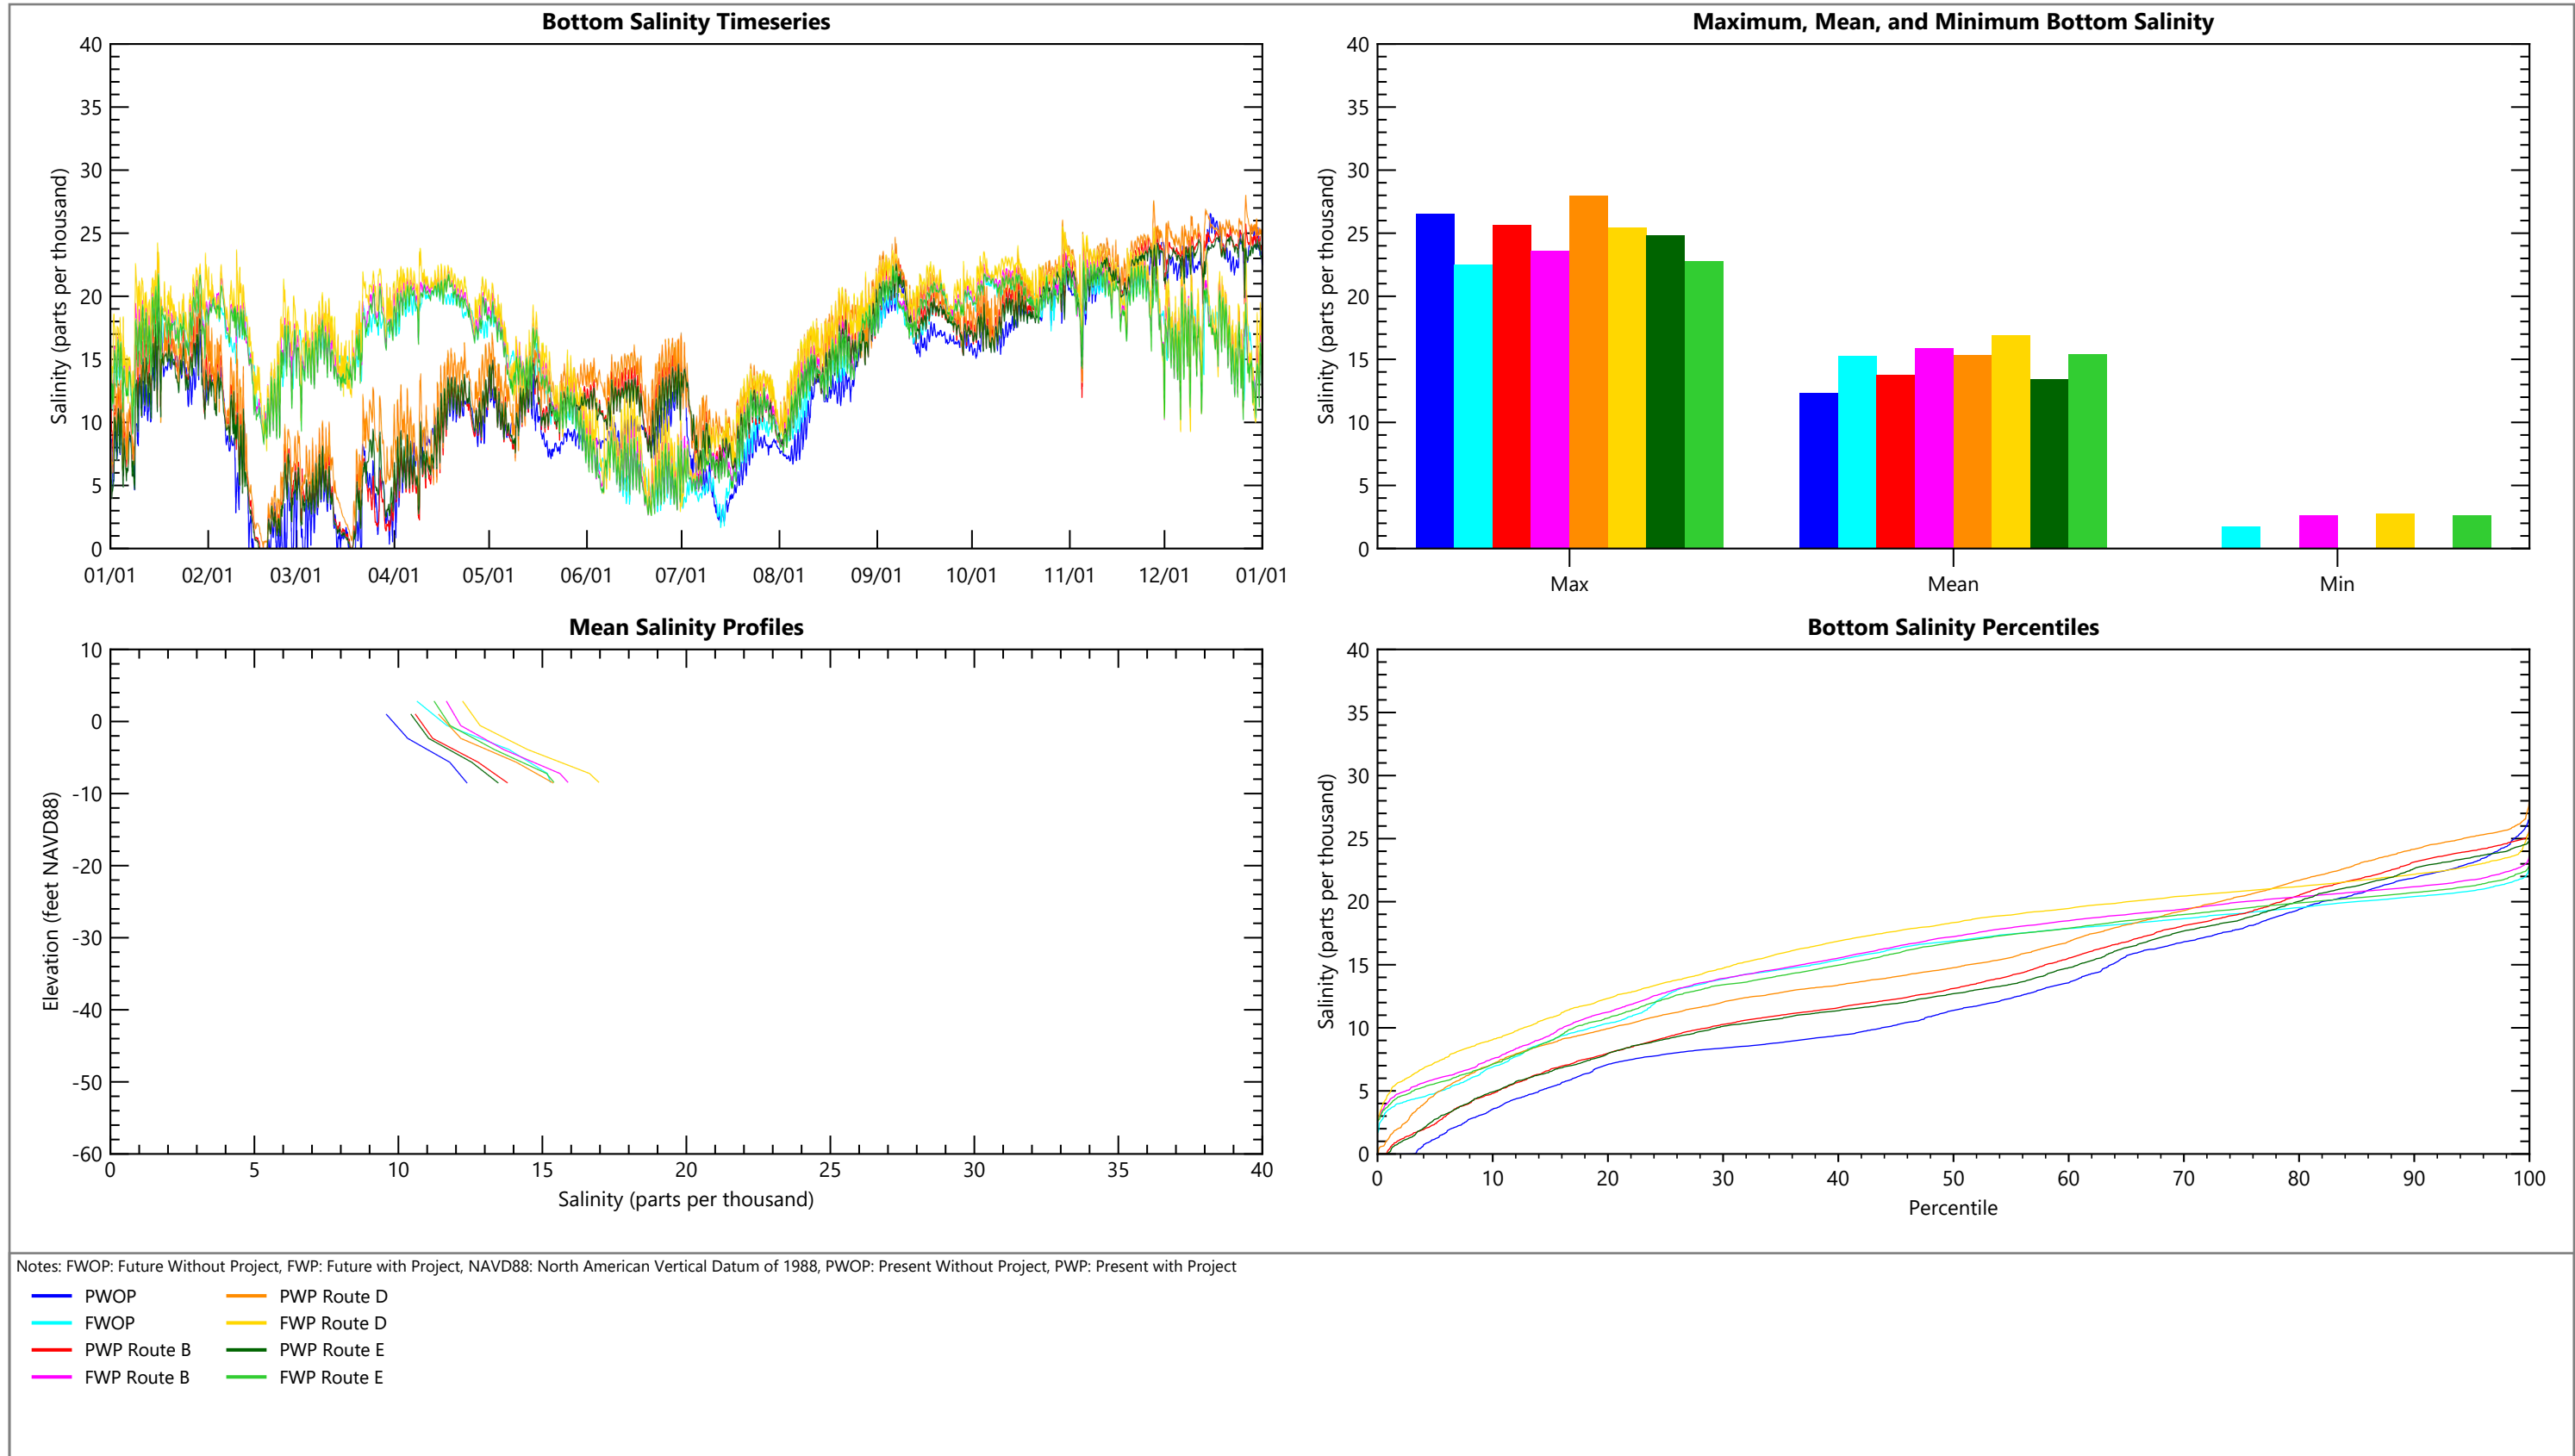 Bottom Salinity Timeseries
Salinity (parts per thousand)
40
35
30
25
20
15
10
5
0
01/01 02/01 03/01 04/01 05/01 06/01 07/01 08/01 09/01 10/01 11/01 12/01 01/01
Maximum, Mean, and Minimum Bottom Salinity
Salinity (parts per thousand)
40
35
30
25
20
15
10
5
0
Max Mean Min
Mean Salinity Profiles
Elevation (feet NAVD88)
10
0
-10
-20
-30
-40
-50
-60
0 5 10 15 20 25 30 35 40
Salinity (parts per thousand)
Bottom Salinity Percentiles
Salinity (parts per thousand)
40
35
30
25
20
15
10
5
0
0 10 20 30 40 50 60 70 80 90 100
Percentile
Notes: FWOP: Future Without Project, FWP: Future with Project, NAVD88: North American Vertical Datum of 1988, PWOP: Present Without Project, PWP: Present with Project
PWOP
FWOP
PWP Route B
FWP Route B
PWP Route D
FWP Route D
PWP Route E
FWP Route E